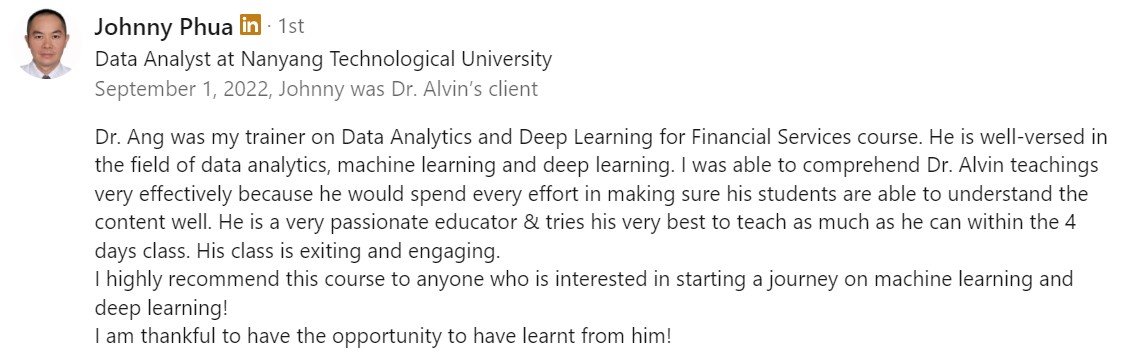 Johnny Phua in · 1st
Data Analyst at Nanyang Technological University
September 1, 2022, Johnny was Dr. Alvin's client
Dr. Ang was my trainer on Data Analytics and Deep Learning for Financial Services course. He is well-versed in
the field of data analytics, machine learning and deep learning. I was able to comprehend Dr. Alvin teachings
very effectively because he would spend every effort in making sure his students are able to understand the
content well. He is a very passionate educator & tries his very best to teach as much as he can within the 4
days class. His class is exiting and engaging.
I highly recommend this course to anyone who is interested in starting a journey on machine learning and
deep learning!
I am thankful to have the opportunity to have learnt from him!